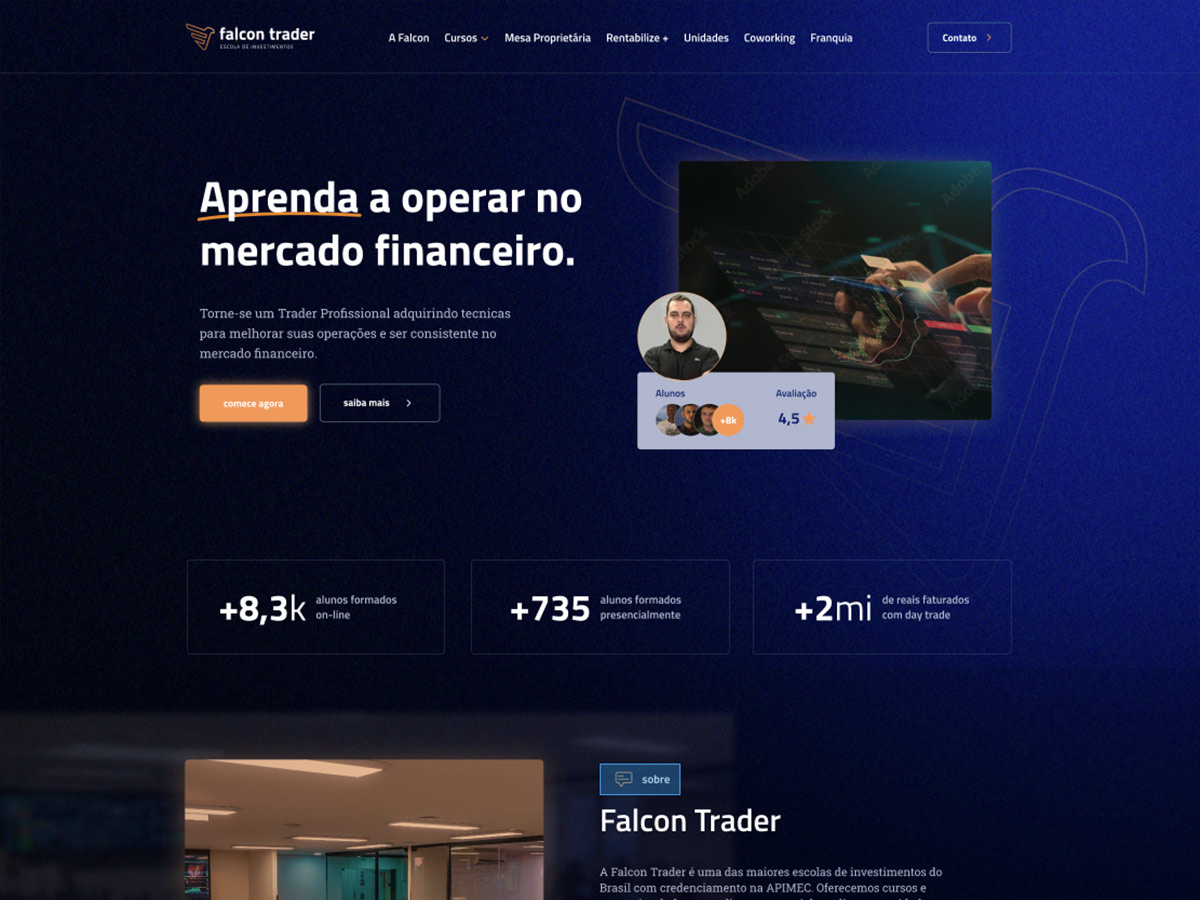 falcon trader
ESCOLA DE INVESTIMENTOS
A Falcon
Cursos
Mesa Proprietária
Rentabilize +
Unidades
Coworking
Franquia
Contato
Aprenda a operar no
mercado financeiro.
Torne-se um Trader Profissional adquirindo tecnicas
para melhorar suas operações e ser consistente no
mercado financeiro.
comece agora
saiba mais
Adobe Stock
Alunos
+8k
Avaliação
4,5
+8,3k
alunos formados
on-line
+735
alunos formados
presencialmente
+2mi
de reais faturados
com day trade
sobre
Falcon Trader
A Falcon Trader é uma das maiores escolas de investimentos do
Brasil com credenciamento na APIMEC. Oferecemos cursos e